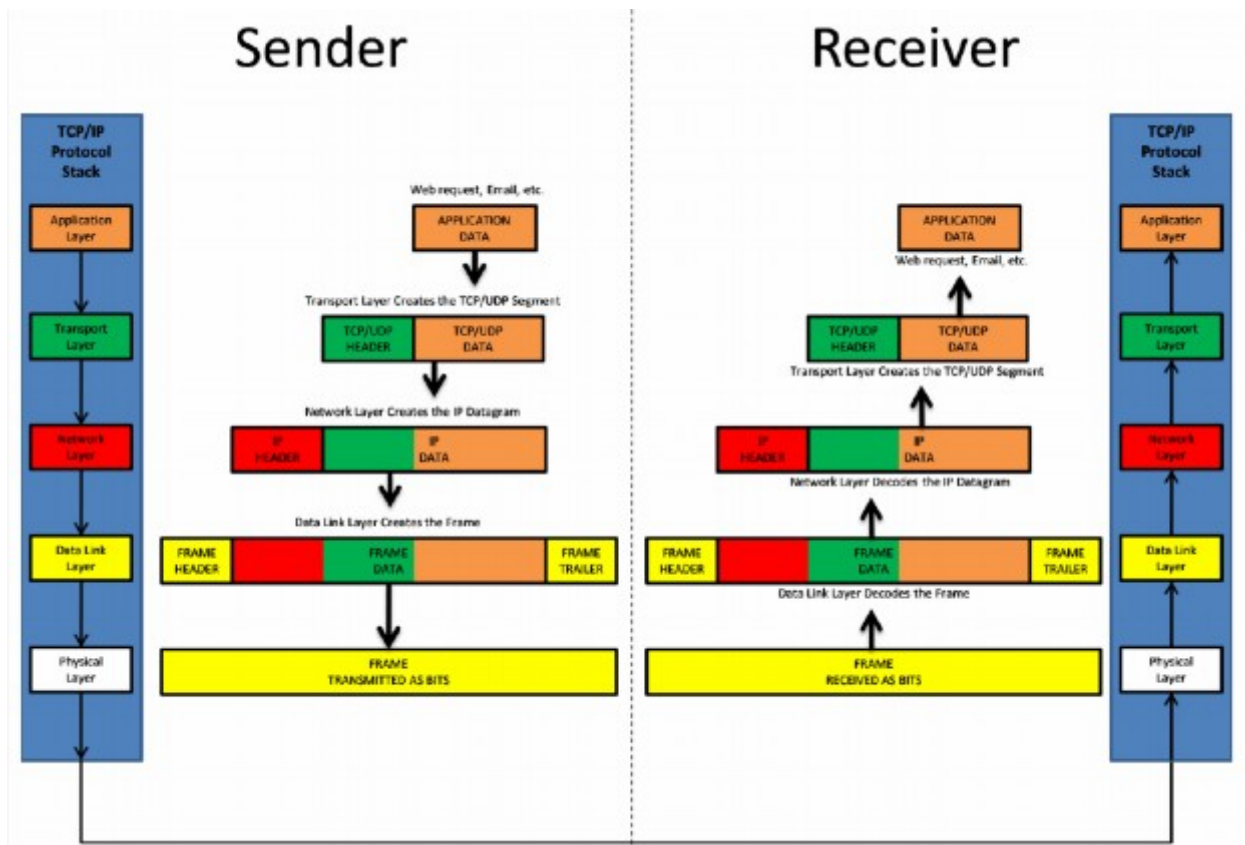 Sender
Receiver
TCP/IP
Protocol
Stack
Application
Layer
Transport
Layer
Network
Layer
Data Link
Layer
Physical
Layer
Web request, Email, etc.
APPLICATION
DATA
Transport Layer Creates the TCP/UDP Segment
TCP/UDP
HEADER
TCP/UDP
DATA
Network Layer Creates the IP Datagram
IP
HEADER
IP
DATA
Data Link Layer Creates the Frame
FRAME
HEADER
FRAME
DATA
FRAME
TRAILER
FRAME
TRANSMITTED AS BITS
APPLICATION
DATA
Web request, Email, etc.
TCP/UDP
HEADER
TCP/UDP
DATA
Transport Layer Creates the TCP/UDP Segment
IP
HEADER
IP
DATA
Network Layer Decodes the IP Datagram
FRAME
HEADER
FRAME
DATA
FRAME
TRAILER
Data Link Layer Decodes the Frame
FRAME
RECEIVED AS BITS
TCP/IP
Protocol
Stack
Application
Layer
Transport
Layer
Network
Layer
Data Link
Layer
Physical
Layer